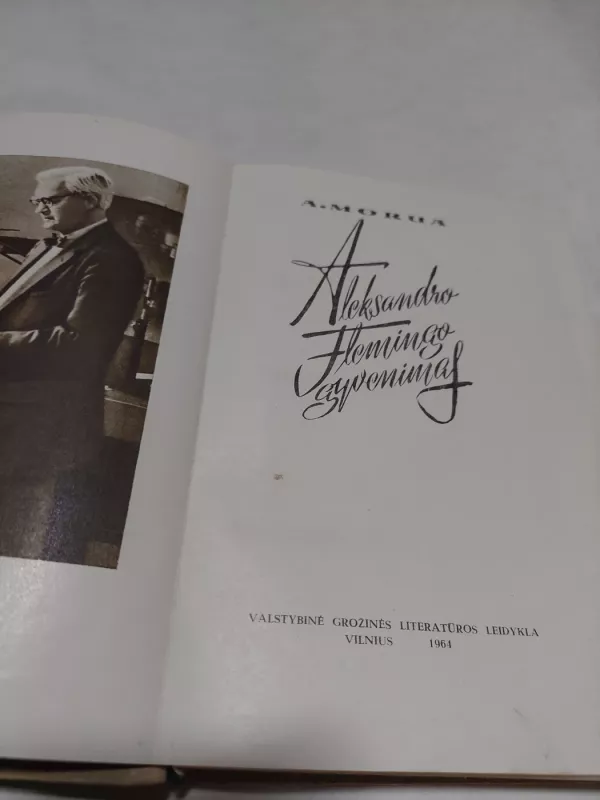 A. MORUA
Aleksandro
Flemingo
gyvenimas
VALSTYBINĖ GROŽINĖS LITERATŪROS LEIDYKLA
VILNIUS 1964